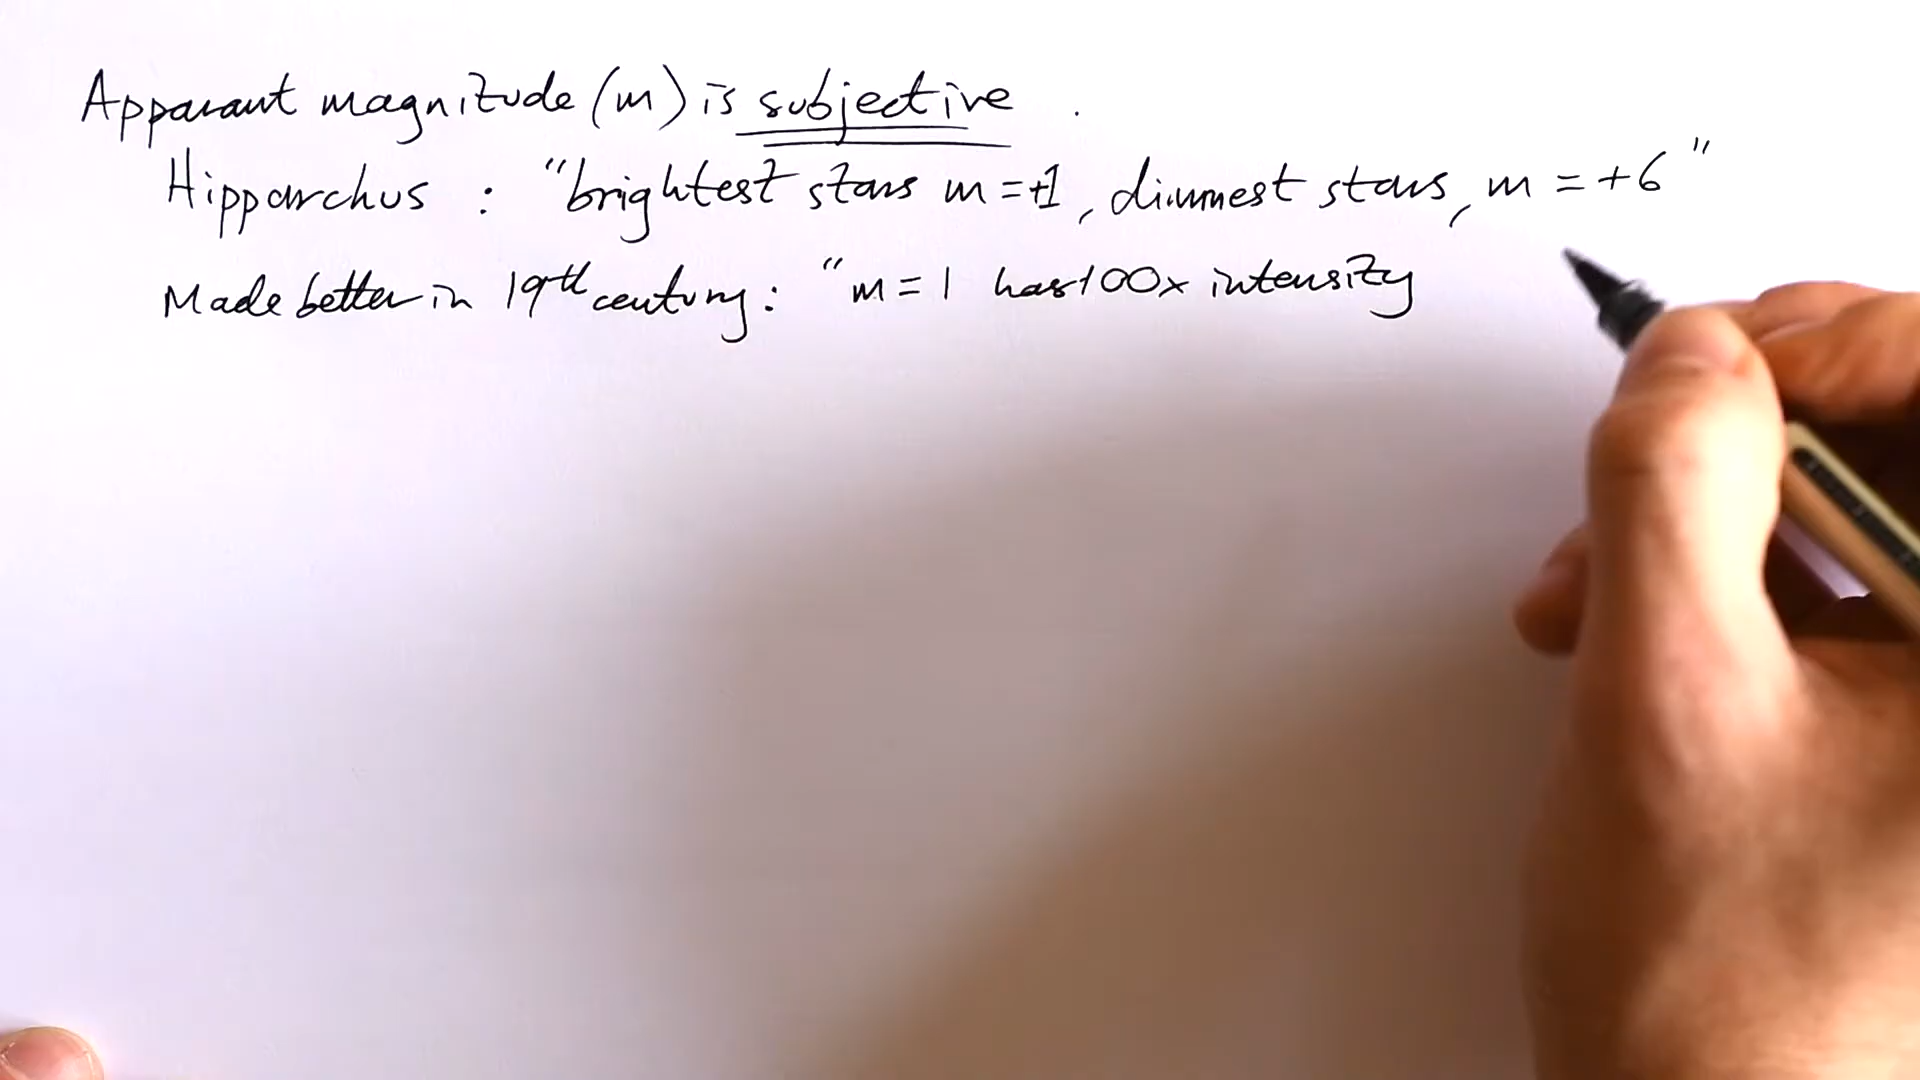 Apparant magnitude (m) is subjective .
Hipparchus : "brightest stars m=+1, dimmest stars, m = +6"
Made better in 19th century: "m=1 has 100x intensity